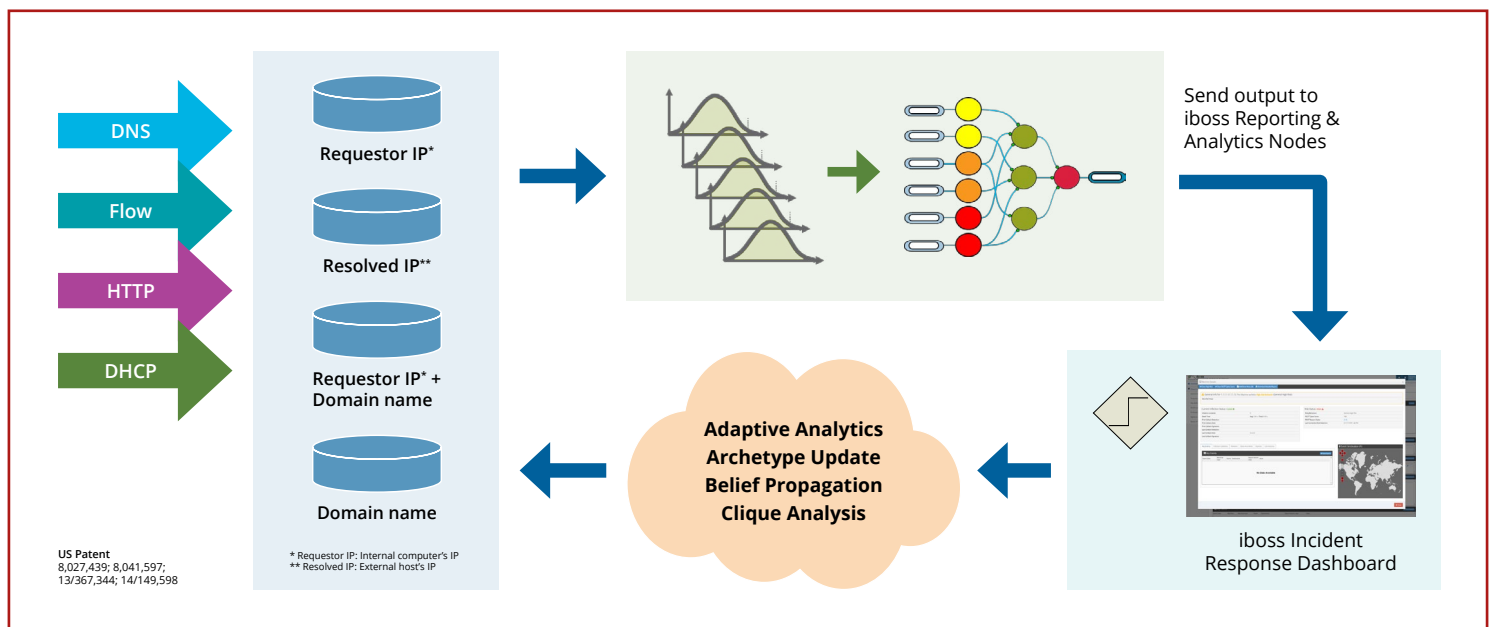 DNS
Flow
HTTP
DHCP
US Patent
8,027,439; 8,041,597;
13/367,344; 14/149,598
Requestor IP*
Resolved IP**
Requestor IP* +
Domain name
Domain name
* Requestor IP: Internal computer's IP
** Resolved IP: External host's IP
Send output to
iboss Reporting &
Analytics Nodes
Adaptive Analytics
Archetype Update
Belief Propagation
Clique Analysis
iboss Incident
Response Dashboard